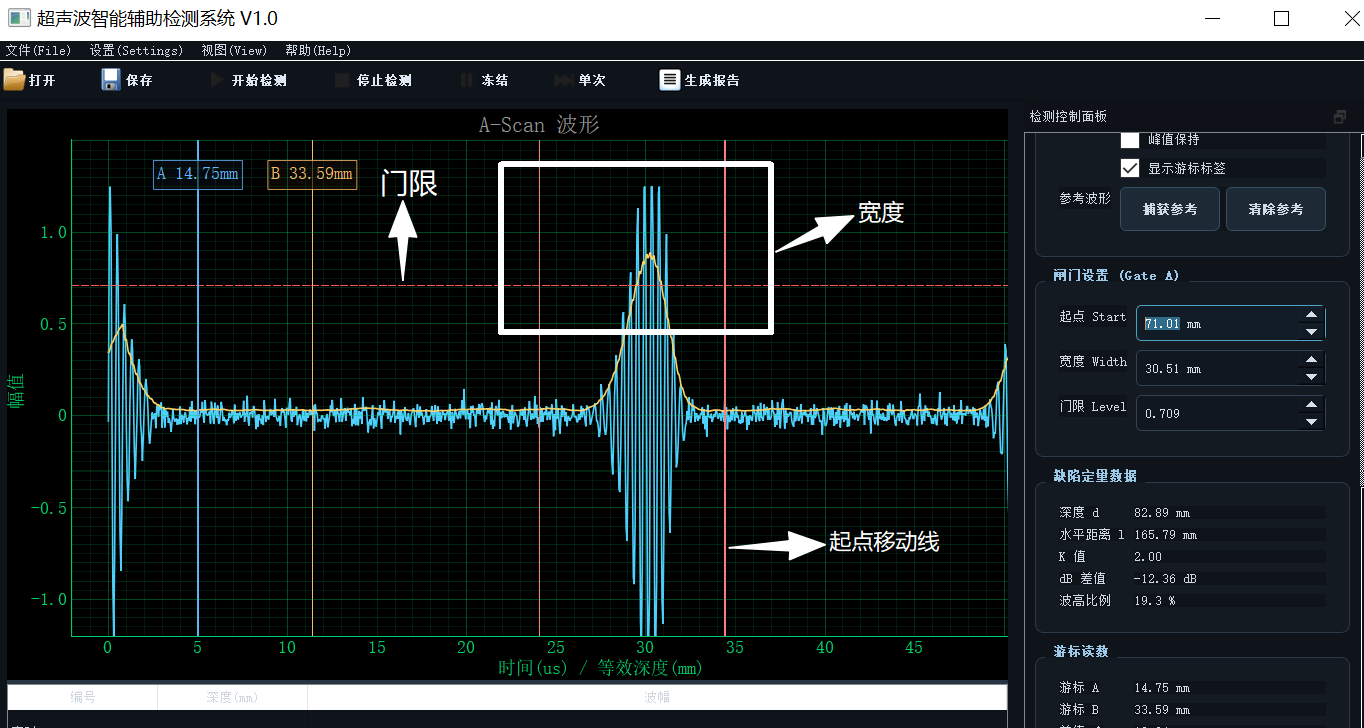 超声波智能辅助检测系统 V1.0
文件(File) 设置(Settings) 视图(View) 帮助(Help)
打开 保存 开始检测 停止检测 冻结 单次 生成报告
A-Scan 波形
A 14.75mm
B 33.59mm
门限
宽度
起点移动线
1.0
0.5
0
-0.5
-1.0
幅值
0 5 10 15 20 25 30 35 40 45
时间(us) / 等效深度(mm)
编号 深度(mm) 波幅
检测控制面板
峰值保持
显示游标标签
参考波形 捕获参考 清除参考
闸门设置 (Gate A)
起点 Start 71.01 mm
宽度 Width 30.51 mm
门限 Level 0.709
缺陷定量数据
深度 d 82.89 mm
水平距离 l 165.79 mm
K 值 2.00
dB 差值 -12.36 dB
波高比例 19.3 %
游标读数
游标 A 14.75 mm
游标 B 33.59 mm